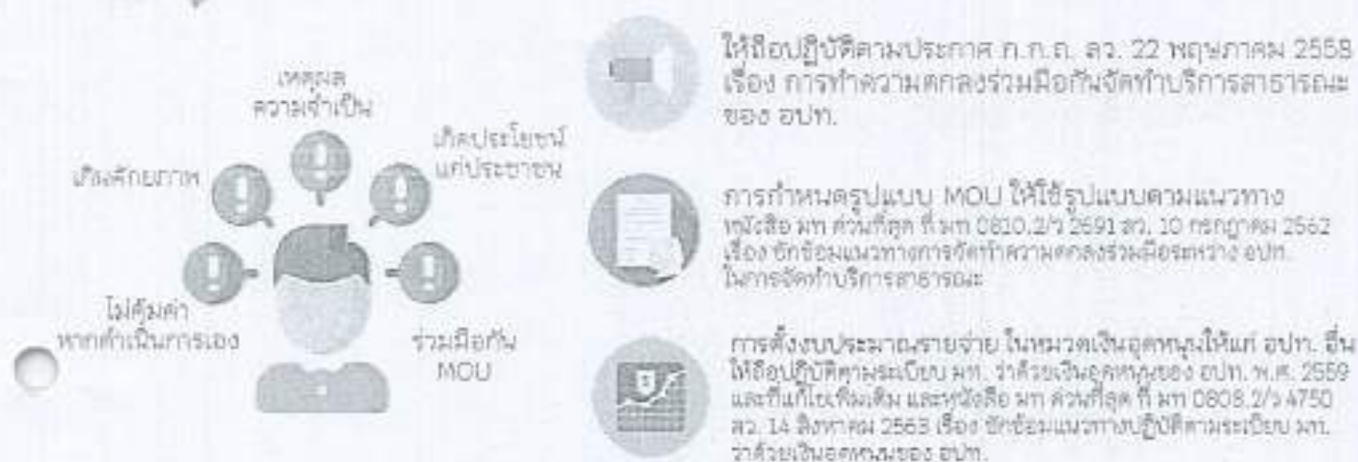 เหตุผล
ความจำเป็น
เกิดประโยชน์
แก่ประชาชน
เกินศักยภาพ
ไม่คุ้มค่า
หากดำเนินการเอง
ร่วมมือกัน
MOU
ให้ถือปฏิบัติตามประกาศ ก.ก.ถ. ลว. 22 พฤษภาคม 2558
เรื่อง การทำความตกลงร่วมมือกันจัดทำบริการสาธารณะ
ของ อปท.
การกำหนดรูปแบบ MOU ให้ใช้รูปแบบตามแนวทาง
หนังสือ มท ด่วนที่สุด ที่ มท 0810.2/ว 2691 ลว. 10 กรกฎาคม 2562
เรื่อง ซักซ้อมแนวทางการจัดทำความตกลงร่วมมือระหว่าง อปท.
ในการจัดทำบริการสาธารณะ
การตั้งงบประมาณรายจ่าย ในหมวดเงินอุดหนุนให้แก่ อปท. อื่น
ให้ถือปฏิบัติตามระเบียบ มท. ว่าด้วยเงินอุดหนุนของ อปท. พ.ศ. 2559
และที่แก้ไขเพิ่มเติม และหนังสือ มท ด่วนที่สุด ที่ มท 0808.2/ว 4750
ลว. 14 สิงหาคม 2563 เรื่อง ซักซ้อมแนวทางปฏิบัติตามระเบียบ มท.
ว่าด้วยเงินอุดหนุนของ อปท.